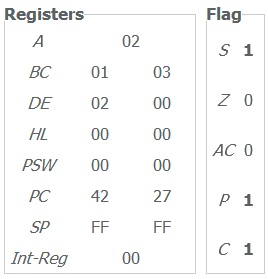 Registers
A 02
BC 01 03
DE 02 00
HL 00 00
PSW 00 00
PC 42 27
SP FF FF
Int-Reg 00
Flag
S 1
Z 0
AC 0
P 1
C 1